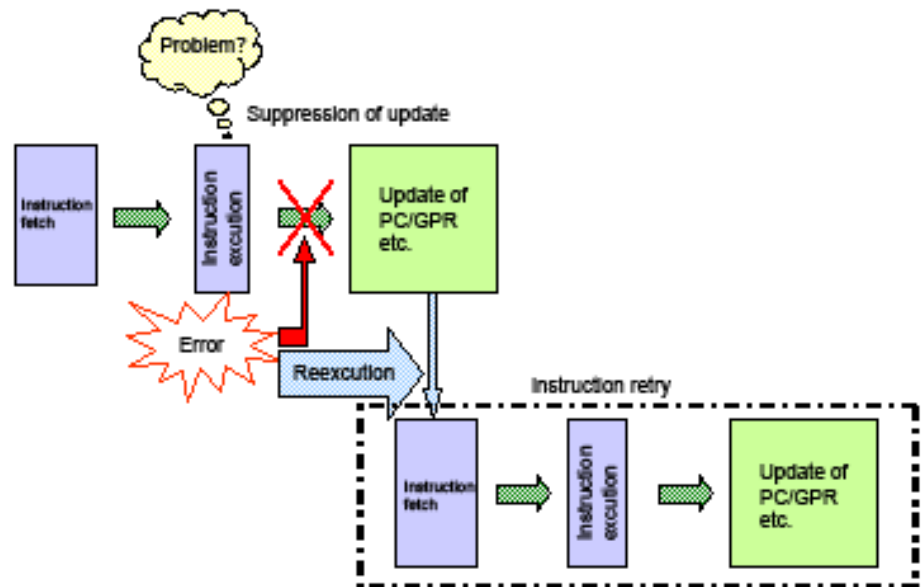 Problem?
Suppression of update
Instruction
fetch
Instruction
excution
Update of
PC/GPR
etc.
Error
Reexcution
Instruction retry
Instruction
fetch
Instruction
excution
Update of
PC/GPR
etc.